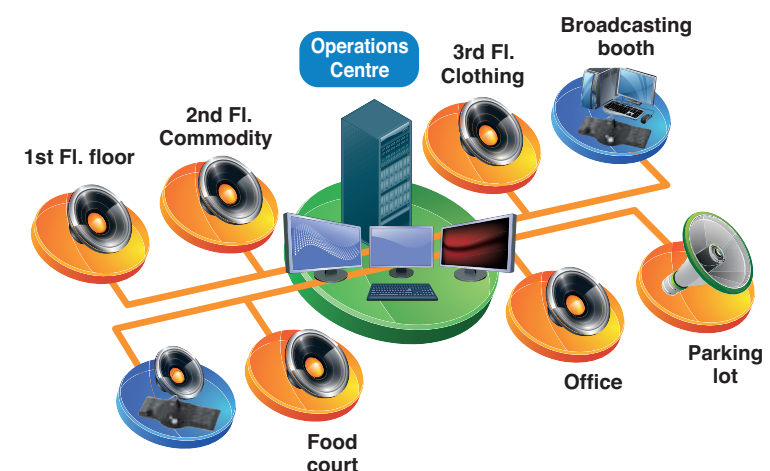 Broadcasting
booth
Operations
Centre
3rd Fl.
Clothing
2nd Fl.
Commodity
1st Fl. floor
Parking
lot
Office
Food
court